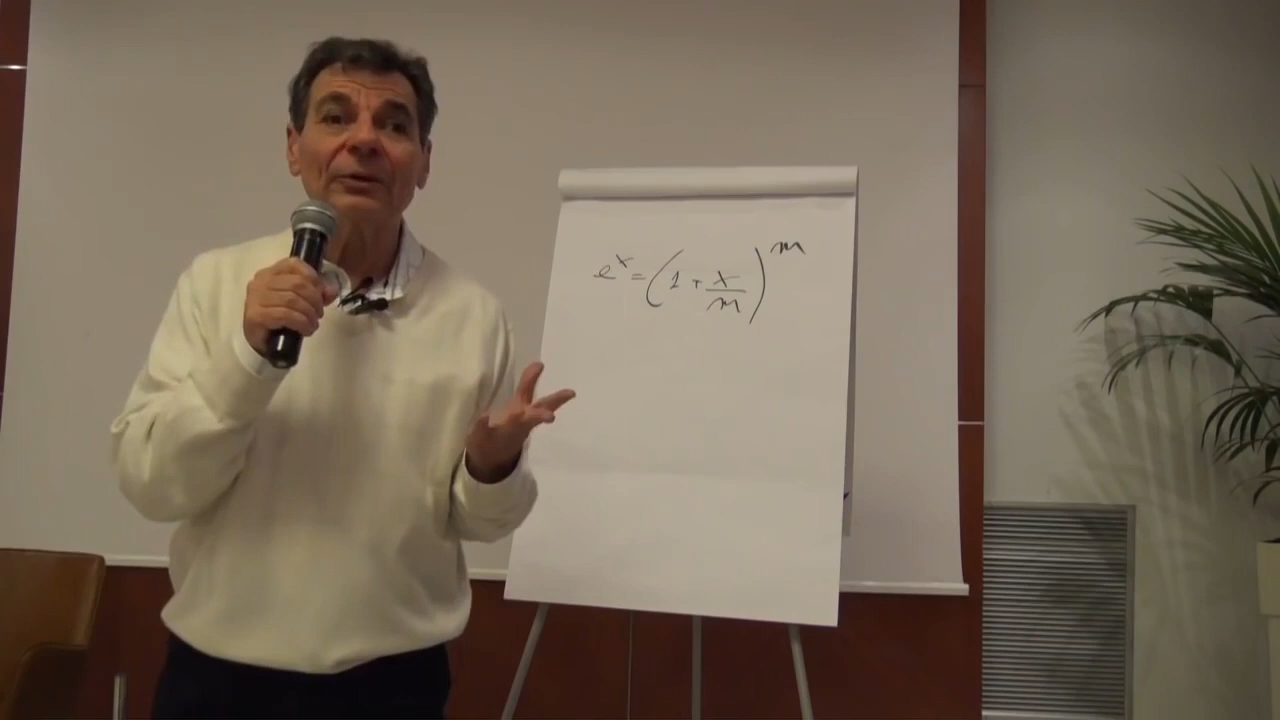 e^x = (1 + x/n)^n